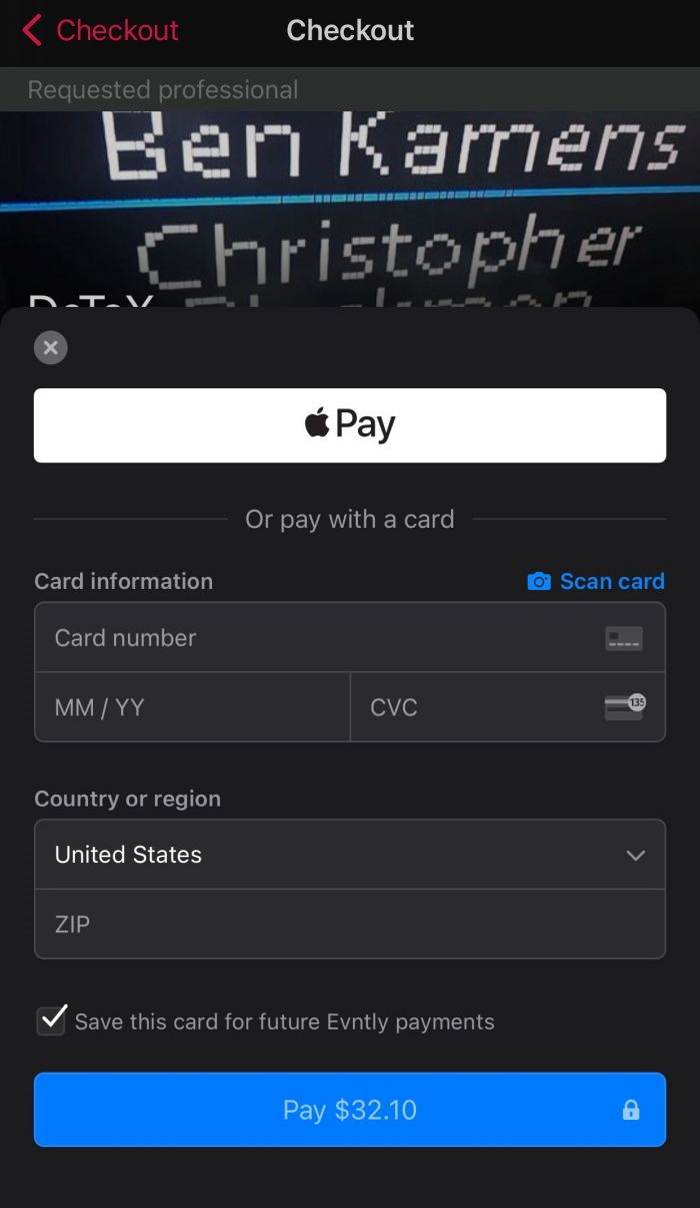 Checkout
Checkout
Requested professional
Ben Kamens
Christopher
Pay
Or pay with a card
Card information
Scan card
Card number
MM / YY
CVC
135
Country or region
United States
ZIP
Save this card for future Evntly payments
Pay $32.10